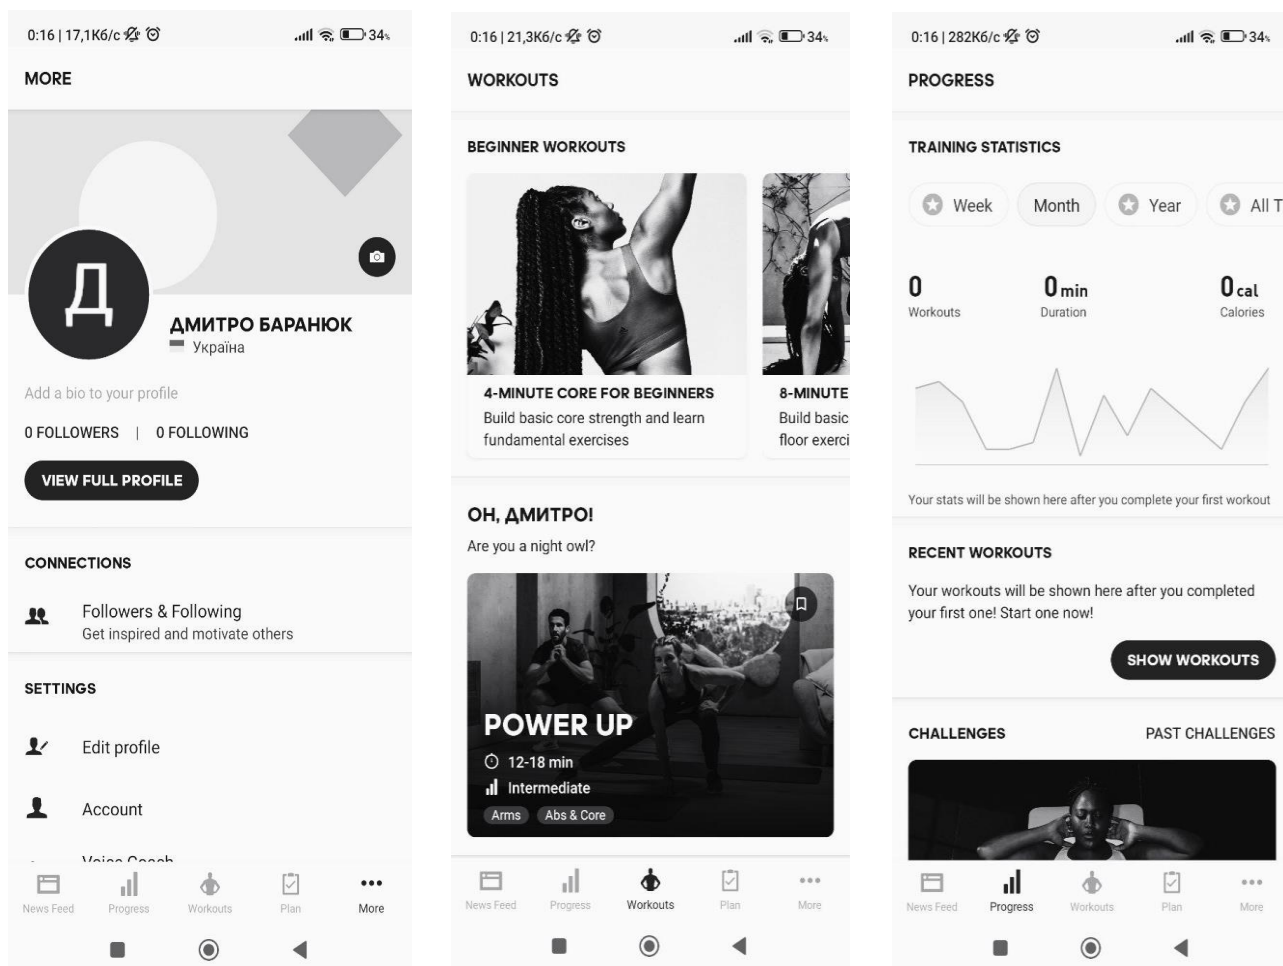 0:16 | 17,1Кб/с
34%
MORE
Д
ДМИТРО БАРАНЮК
Україна
Add a bio to your profile
0 FOLLOWERS | 0 FOLLOWING
VIEW FULL PROFILE
CONNECTIONS
Followers & Following
Get inspired and motivate others
SETTINGS
Edit profile
Account
Voice Coach
News Feed
Progress
Workouts
Plan
More
0:16 | 21,3Кб/с
34%
WORKOUTS
BEGINNER WORKOUTS
4-MINUTE CORE FOR BEGINNERS
Build basic core strength and learn
fundamental exercises
8-MINUTE
Build basic
floor exerci
OH, ДМИТРО!
Are you a night owl?
POWER UP
12-18 min
Intermediate
Arms
Abs & Core
News Feed
Progress
Workouts
Plan
More
0:16 | 282Кб/с
34%
PROGRESS
TRAINING STATISTICS
Week
Month
Year
All T
0
0 min
0 cal
Workouts
Duration
Calories
Your stats will be shown here after you complete your first workout
RECENT WORKOUTS
Your workouts will be shown here after you completed
your first one! Start one now!
SHOW WORKOUTS
CHALLENGES
PAST CHALLENGES
News Feed
Progress
Workouts
Plan
More